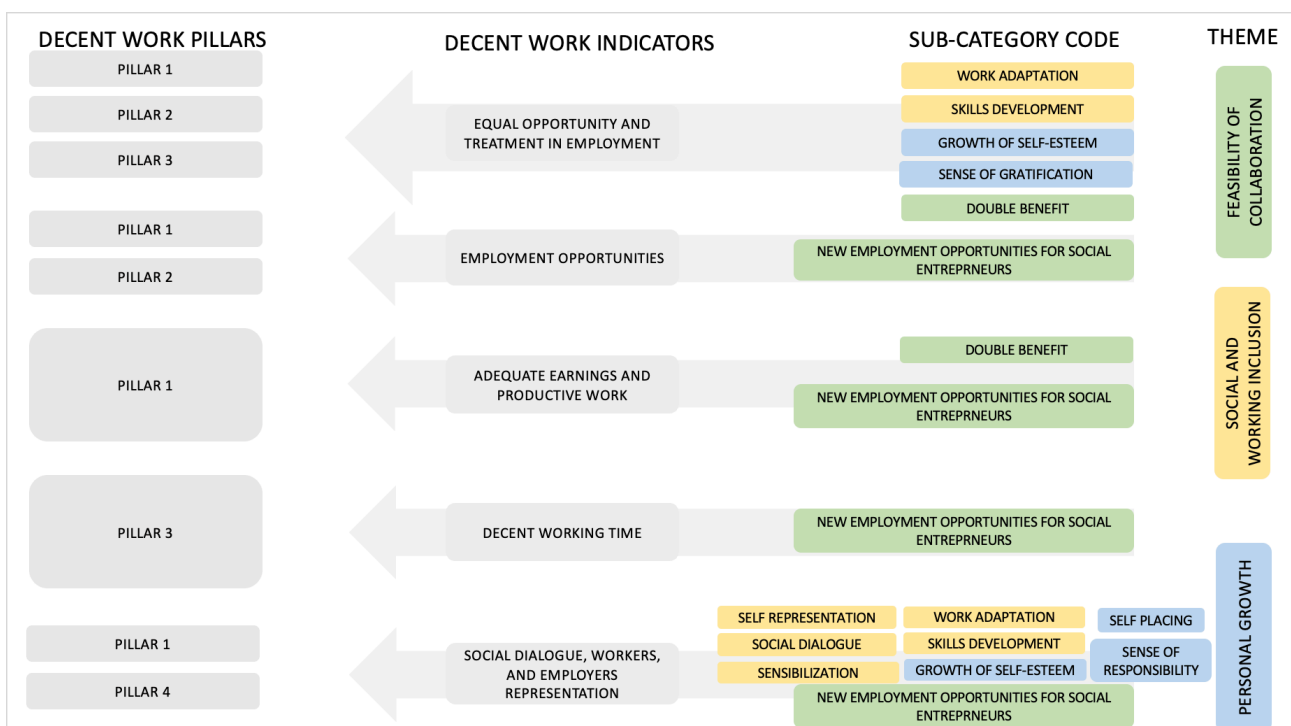 DECENT WORK PILLARS
DECENT WORK INDICATORS
SUB-CATEGORY CODE
THEME
PILLAR 1
PILLAR 2
PILLAR 3
EQUAL OPPORTUNITY AND
TREATMENT IN EMPLOYMENT
WORK ADAPTATION
SKILLS DEVELOPMENT
GROWTH OF SELF-ESTEEM
SENSE OF GRATIFICATION
DOUBLE BENEFIT
FEASIBILITY OF
COLLABORATION
PILLAR 1
PILLAR 2
EMPLOYMENT OPPORTUNITIES
NEW EMPLOYMENT OPPORTUNITIES FOR SOCIAL
ENTREPRNEURS
PILLAR 1
ADEQUATE EARNINGS AND
PRODUCTIVE WORK
DOUBLE BENEFIT
NEW EMPLOYMENT OPPORTUNITIES FOR SOCIAL
ENTREPRNEURS
SOCIAL AND
WORKING INCLUSION
PILLAR 3
DECENT WORKING TIME
NEW EMPLOYMENT OPPORTUNITIES FOR SOCIAL
ENTREPRNEURS
PILLAR 1
PILLAR 4
SOCIAL DIALOGUE, WORKERS,
AND EMPLOYERS
REPRESENTATION
SELF REPRESENTATION
SOCIAL DIALOGUE
SENSIBILIZATION
WORK ADAPTATION
SKILLS DEVELOPMENT
GROWTH OF SELF-ESTEEM
SELF PLACING
SENSE OF
RESPONSIBILITY
NEW EMPLOYMENT OPPORTUNITIES FOR SOCIAL
ENTREPRNEURS
PERSONAL GROWTH